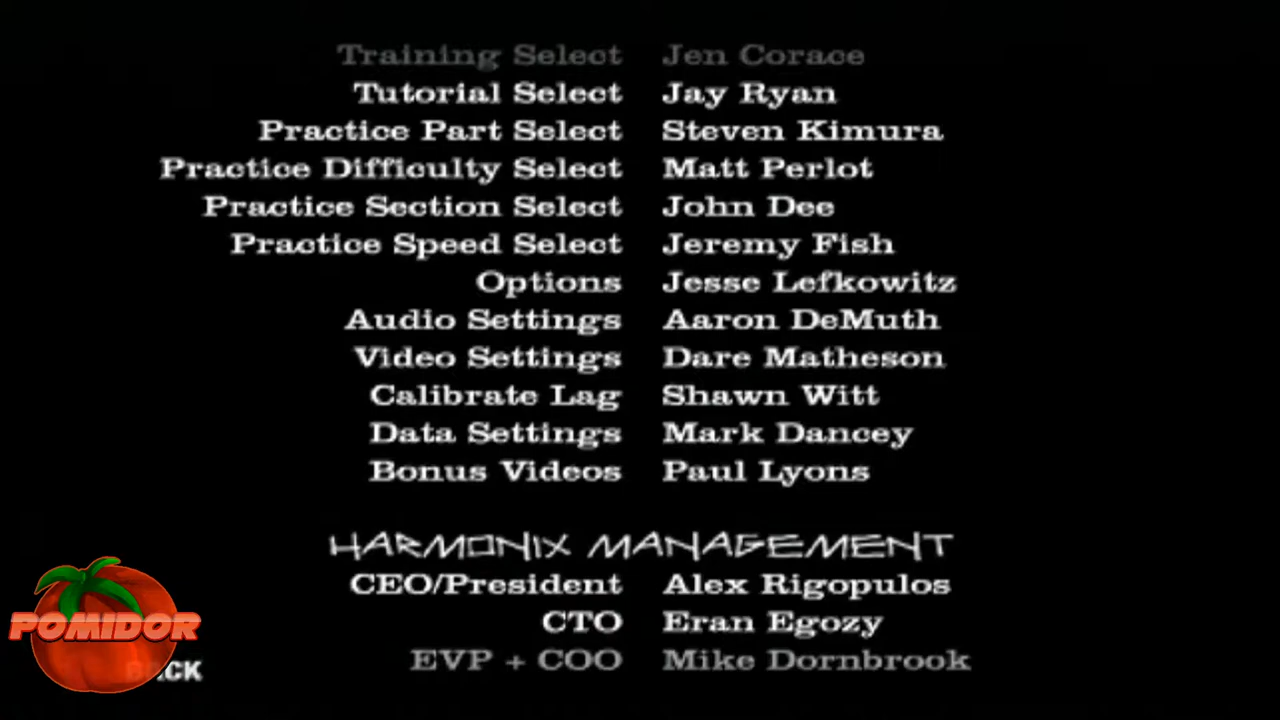 Training Select Jen Corace
Tutorial Select Jay Ryan
Practice Part Select Steven Kimura
Practice Difficulty Select Matt Perlot
Practice Section Select John Dee
Practice Speed Select Jeremy Fish
Options Jesse Lefkowitz
Audio Settings Aaron DeMuth
Video Settings Dare Matheson
Calibrate Lag Shawn Witt
Data Settings Mark Dancey
Bonus Videos Paul Lyons
HARMONIX MANAGEMENT
CEO/President Alex Rigopulos
CTO Eran Egozy
EVP + COO Mike Dornbrook
POMIDOR
BACK